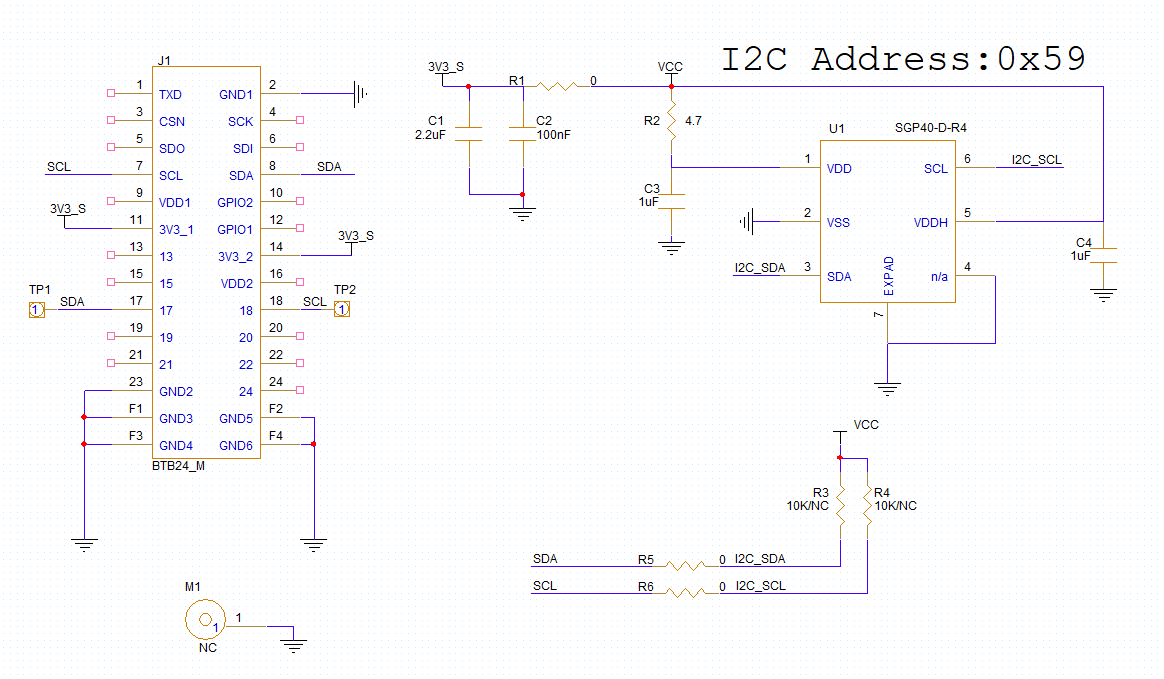 I2C Address:0x59
J1
1 TXD GND1 2
3 CSN SCK 4
5 SDO SDI 6
SCL 7 SCL SDA 8 SDA
9 VDD1 GPIO2 10
3V3_S 11 3V3_1 GPIO1 12
13 13 3V3_2 14 3V3_S
15 15 VDD2 16
TP1 1 SDA 17 17 18 18 SCL TP2 1
19 19 20 20
21 21 22 22
23 GND2 24 24
F1 GND3 GND5 F2
F3 GND4 GND6 F4
BTB24_M
M1
1
1
NC
3V3_S
R1 0
C1
2.2uF
C2
100nF
VCC
R2 4.7
C3
1uF
U1 SGP40-D-R4
1 VDD SCL 6 I2C_SCL
2 VSS VDDH 5
I2C_SDA 3 SDA n/a 4
EXPAD
7
C4
1uF
VCC
R3
10K/NC
R4
10K/NC
SDA R5 0 I2C_SDA
SCL R6 0 I2C_SCL